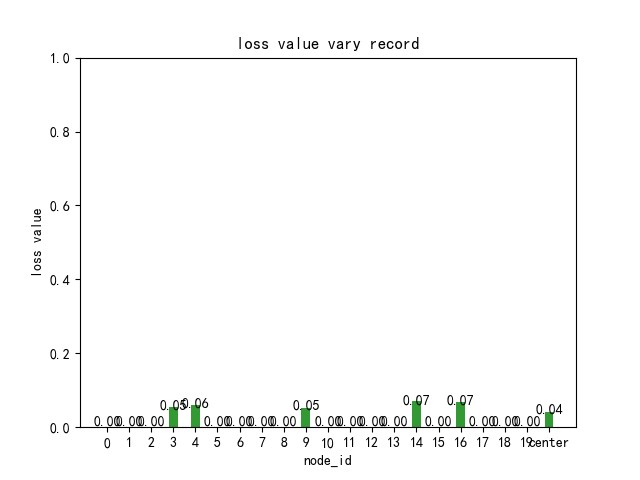 loss value vary record
loss value
1.0
0.8
0.6
0.4
0.2
0.0
0.00 0.00 0.00 0.05 0.06 0.00 0.00 0.00 0.00 0.05 0.00 0.00 0.00 0.00 0.07 0.00 0.07 0.00 0.00 0.00 0.04
0 1 2 3 4 5 6 7 8 9 10 11 12 13 14 15 16 17 18 19 center
node_id